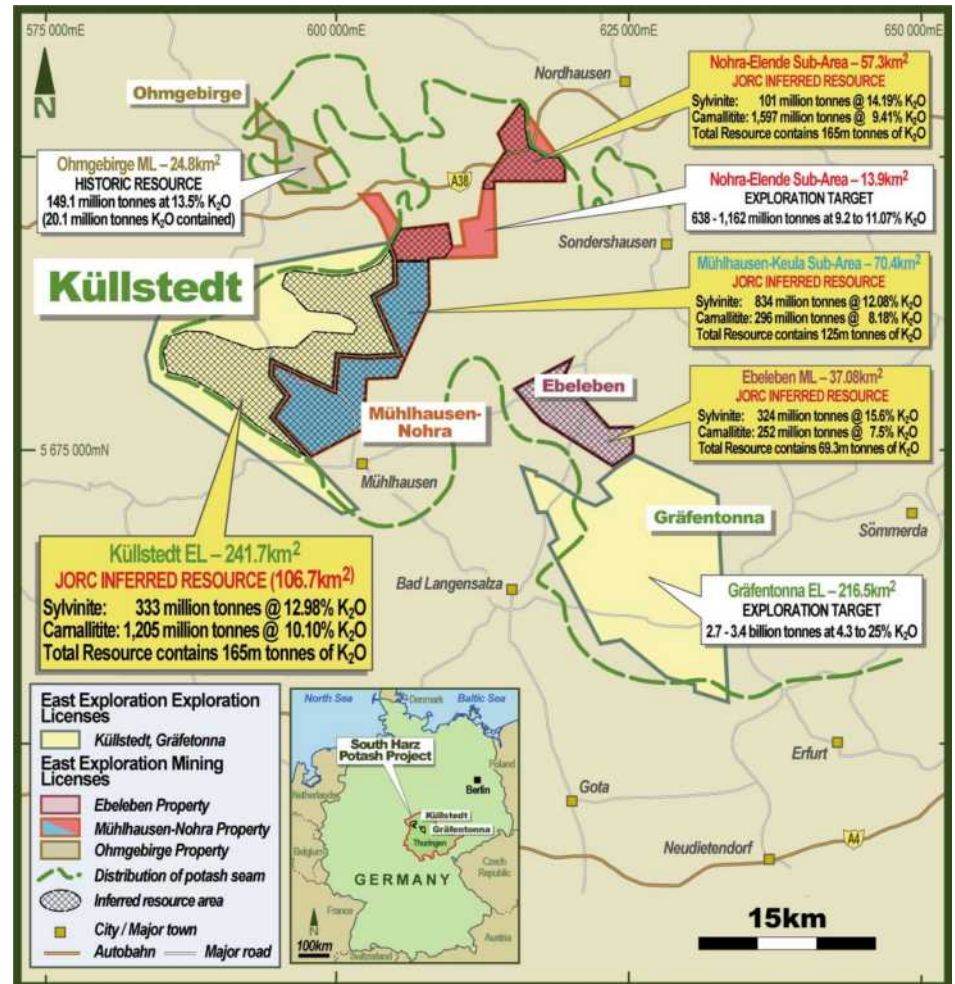 575 000mE
600 000mE
625 000mE
650 000mE
N
Ohmgebirge
Nordhausen
Nohra-Elende Sub-Area – 57.3km²
JORC INFERRED RESOURCE
Sylvinite: 101 million tonnes @ 14.19% K₂O
Carnallitite: 1,597 million tonnes @ 9.41% K₂O
Total Resource contains 165m tonnes of K₂O
Ohmgebirge ML – 24.8km²
HISTORIC RESOURCE
149.1 million tonnes at 13.5% K₂O
(20.1 million tonnes K₂O contained)
A38
Nohra-Elende Sub-Area – 13.9km²
EXPLORATION TARGET
638 - 1,162 million tonnes at 9.2 to 11.07% K₂O
Sondershausen
Küllstedt
Mühlhausen-Keula Sub-Area – 70.4km²
JORC INFERRED RESOURCE
Sylvinite: 834 million tonnes @ 12.08% K₂O
Carnallitite: 296 million tonnes @ 8.18% K₂O
Total Resource contains 125m tonnes of K₂O
Ebeleben
Ebeleben ML – 37.08km²
JORC INFERRED RESOURCE
Sylvinite: 324 million tonnes @ 15.6% K₂O
Carnallitite: 252 million tonnes @ 7.5% K₂O
Total Resource contains 69.3m tonnes of K₂O
Mühlhausen-
Nohra
5 675 000mN
Mühlhausen
Gräfentonna
Sömmerda
Küllstedt EL – 241.7km²
JORC INFERRED RESOURCE (106.7km²)
Sylvinite: 333 million tonnes @ 12.98% K₂O
Carnallitite: 1,205 million tonnes @ 10.10% K₂O
Total Resource contains 165m tonnes of K₂O
Bad Langensalza
Gräfentonna EL – 216.5km²
EXPLORATION TARGET
2.7 - 3.4 billion tonnes at 4.3 to 25% K₂O
East Exploration Exploration
Licenses
Küllstedt, Gräfetonna
East Exploration Mining
Licenses
Ebeleben Property
Mühlhausen-Nohra Property
Ohmgebirge Property
Distribution of potash seam
Inferred resource area
City / Major town
Autobahn
Major road
North Sea
Denmark
Baltic Sea
South Harz
Potash Project
Poland
Berlin
Netherlands
Küllstedt
Gräfentonna
Thuringen
Belgium
GERMANY
Czech
Republic
France
N
100km
Switzerland
Austria
Erfurt
Gota
Neudietendorf
A4
15km